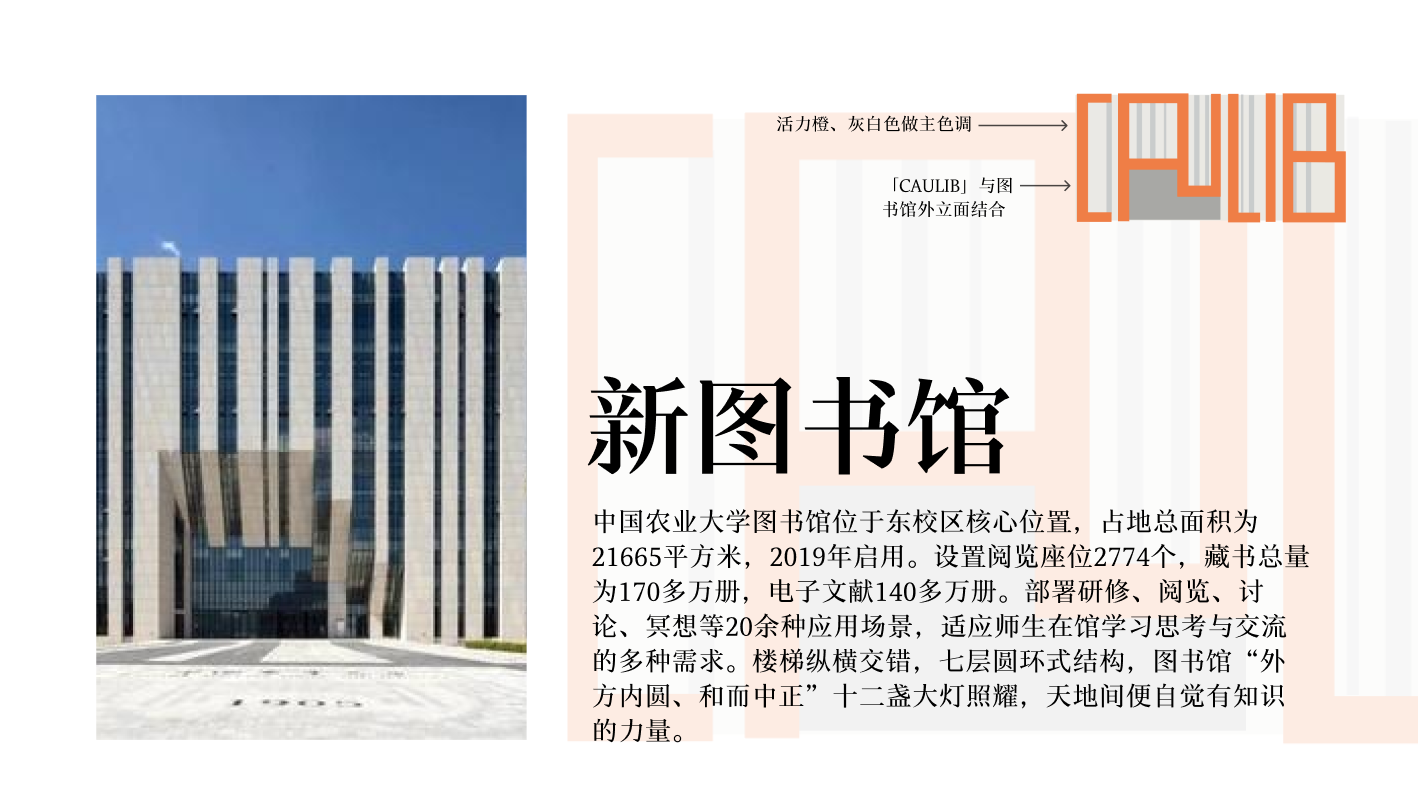 活力橙、灰白色做主色调
CAULIB
「CAULIB」与图
书馆外立面结合
新图书馆
中国农业大学图书馆位于东校区核心位置，占地总面积为
21665平方米，2019年启用。设置阅览座位2774个，藏书总量
为170多万册，电子文献140多万册。部署研修、阅览、讨
论、冥想等20余种应用场景，适应师生在馆学习思考与交流
的多种需求。楼梯纵横交错，七层圆环式结构，图书馆“外
方内圆、和而中正”十二盏大灯照耀，天地间便自觉有知识
的力量。
1905